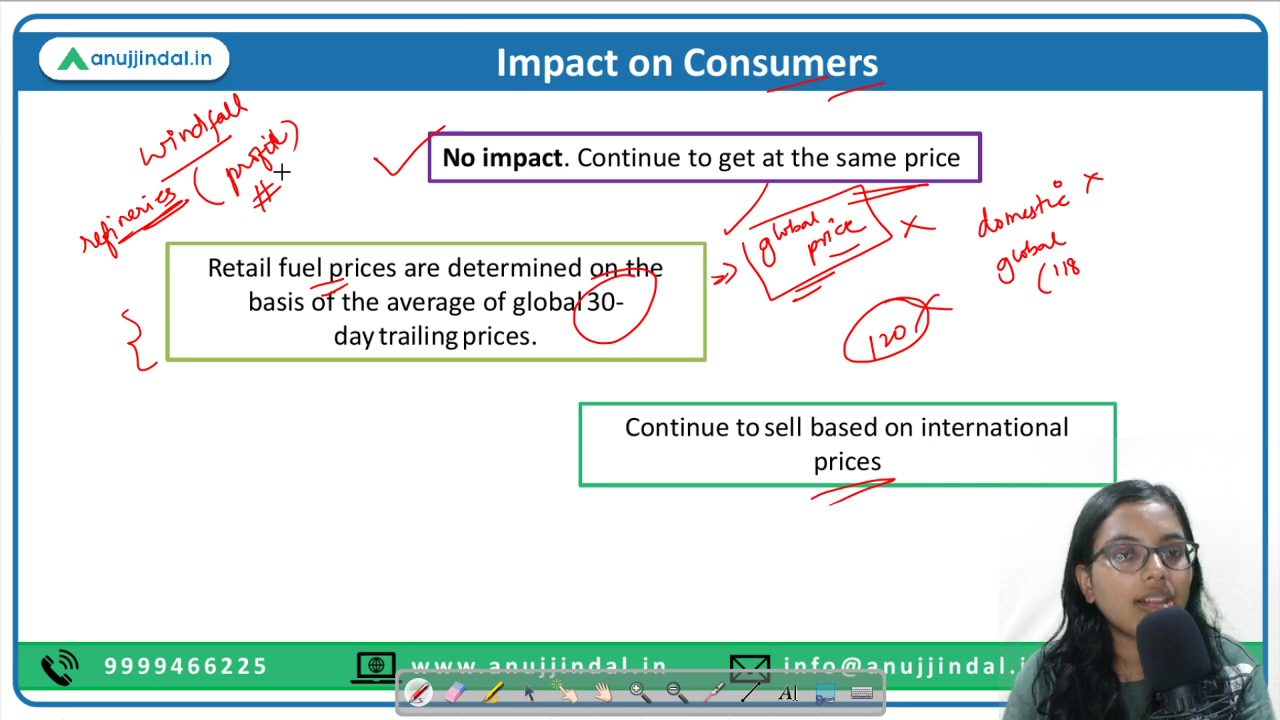 anujjindal.in
Impact on Consumers
windfall
(profit)
#
refineries
No impact. Continue to get at the same price
global
price
domestic
global
(118
Retail fuel prices are determined on the
basis of the average of global 30-
day trailing prices.
120
Continue to sell based on international
prices
9999466225
www.anujjindal.in
info@anujjindal.i
AI